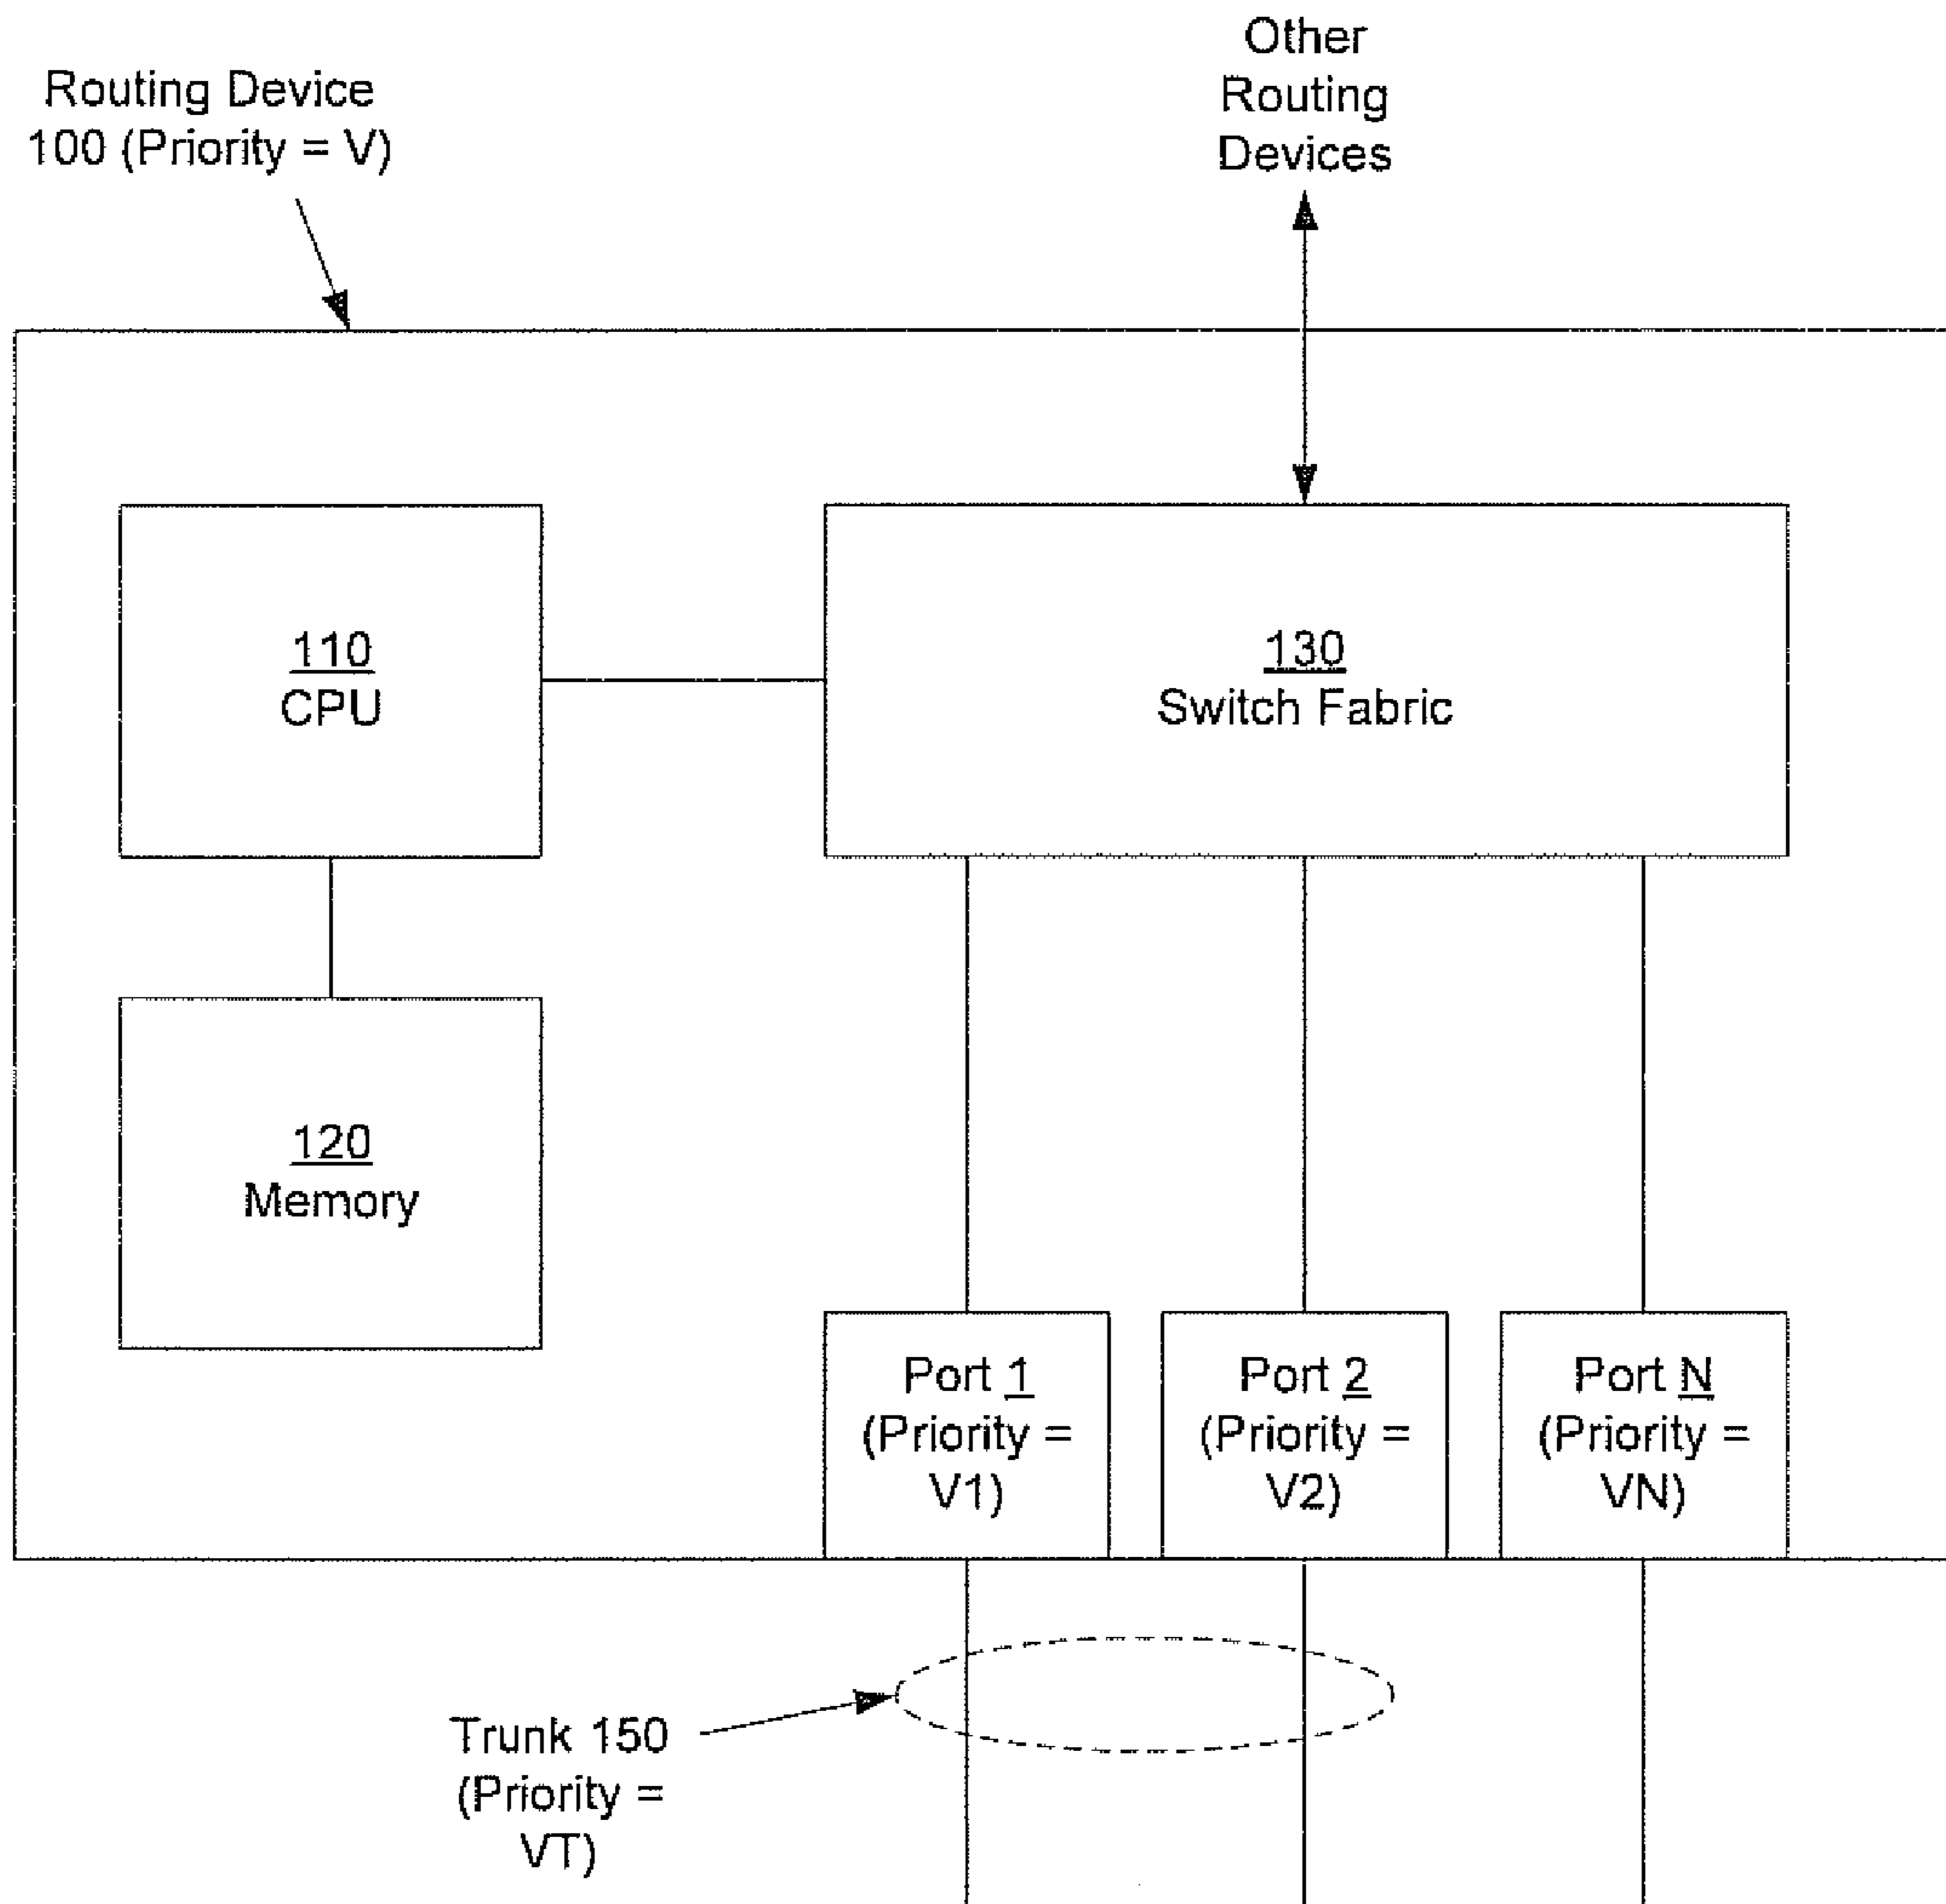 Routing Device
100 (Priority = V)
Other
Routing
Devices
110
CPU
130
Switch Fabric
120
Memory
Port 1
(Priority =
V1)
Port 2
(Priority =
V2)
Port N
(Priority =
VN)
Trunk 150
(Priority =
VT)